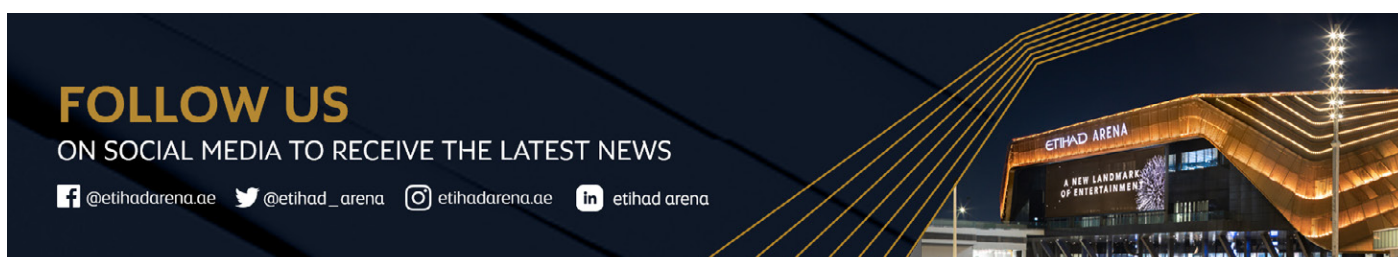 FOLLOW US
ON SOCIAL MEDIA TO RECEIVE THE LATEST NEWS
@etihadarena.ae @etihad_arena etihadarena.ae etihad arena
ETIHAD ARENA
A NEW LANDMARK
OF ENTERTAINMENT